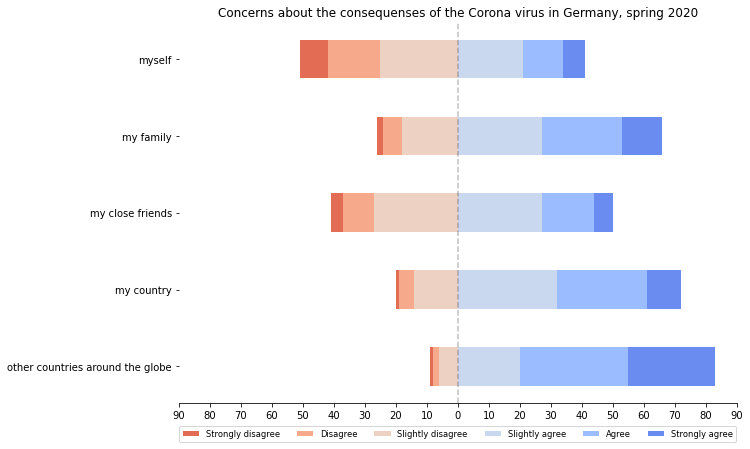 Concerns about the consequenses of the Corona virus in Germany, spring 2020
myself
my family
my close friends
my country
other countries around the globe
90 80 70 60 50 40 30 20 10 0 10 20 30 40 50 60 70 80 90
Strongly disagree Disagree Slightly disagree Slightly agree Agree Strongly agree